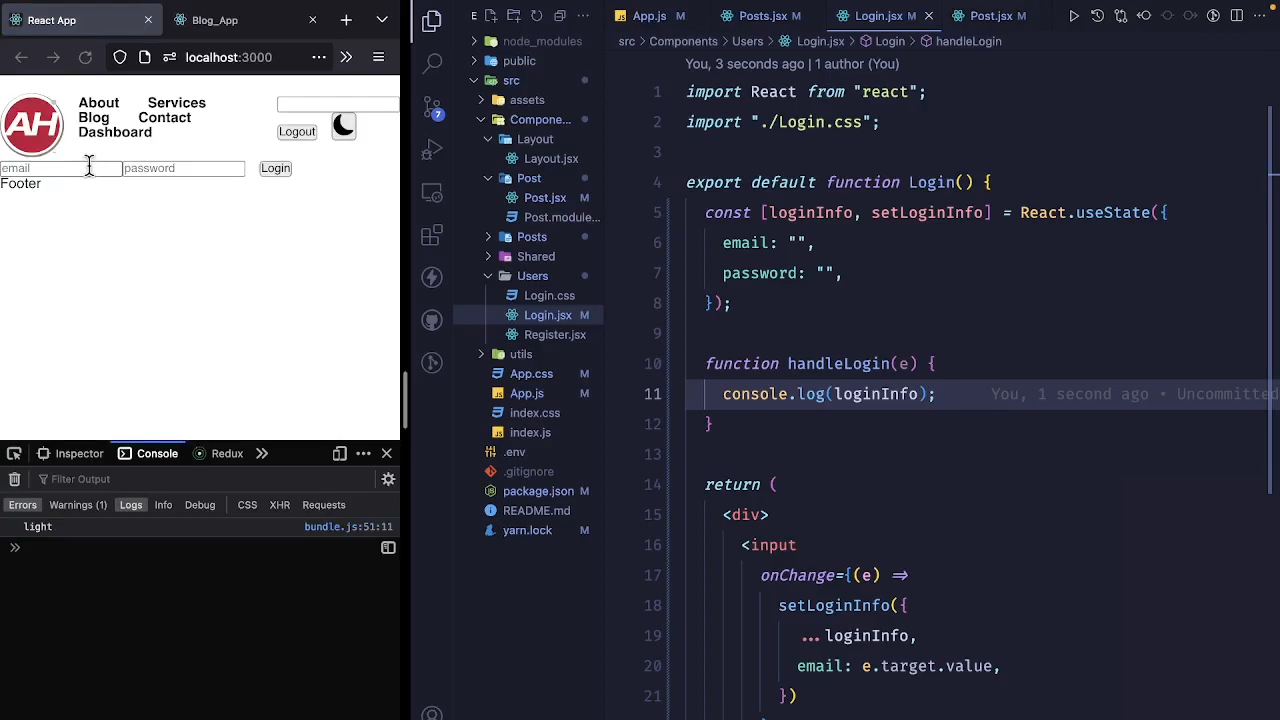 React App
Blog_App
localhost:3000
AH
About
Services
Blog
Contact
Dashboard
Logout
email
password
Login
Footer
Inspector
Console
Redux
Filter Output
Errors
Warnings (1)
Logs
Info
Debug
CSS
XHR
Requests
light
bundle.js:51:11
E
node_modules
public
src
assets
Compone...
Layout
Layout.jsx
Post
Post.jsx M
Post.module...
Posts
Shared
Users
Login.css
Login.jsx M
Register.jsx
utils
App.css M
App.js M
index.css
index.js
.env
.gitignore
package.json M
README.md
yarn.lock M
7
App.js M
Posts.jsx M
Login.jsx M
Post.jsx M
src > Components > Users > Login.jsx > Login > handleLogin
You, 3 seconds ago | 1 author (You)
1 import React from "react";
2 import "./Login.css";
3
4 export default function Login() {
5 const [loginInfo, setLoginInfo] = React.useState({
6 email: "",
7 password: "",
8 });
9
10 function handleLogin(e) {
11 console.log(loginInfo); You, 1 second ago • Uncommitted
12 }
13
14 return (
15 <div>
16 <input
17 onChange={(e) =>
18 setLoginInfo({
19 ...loginInfo,
20 email: e.target.value,
21 })